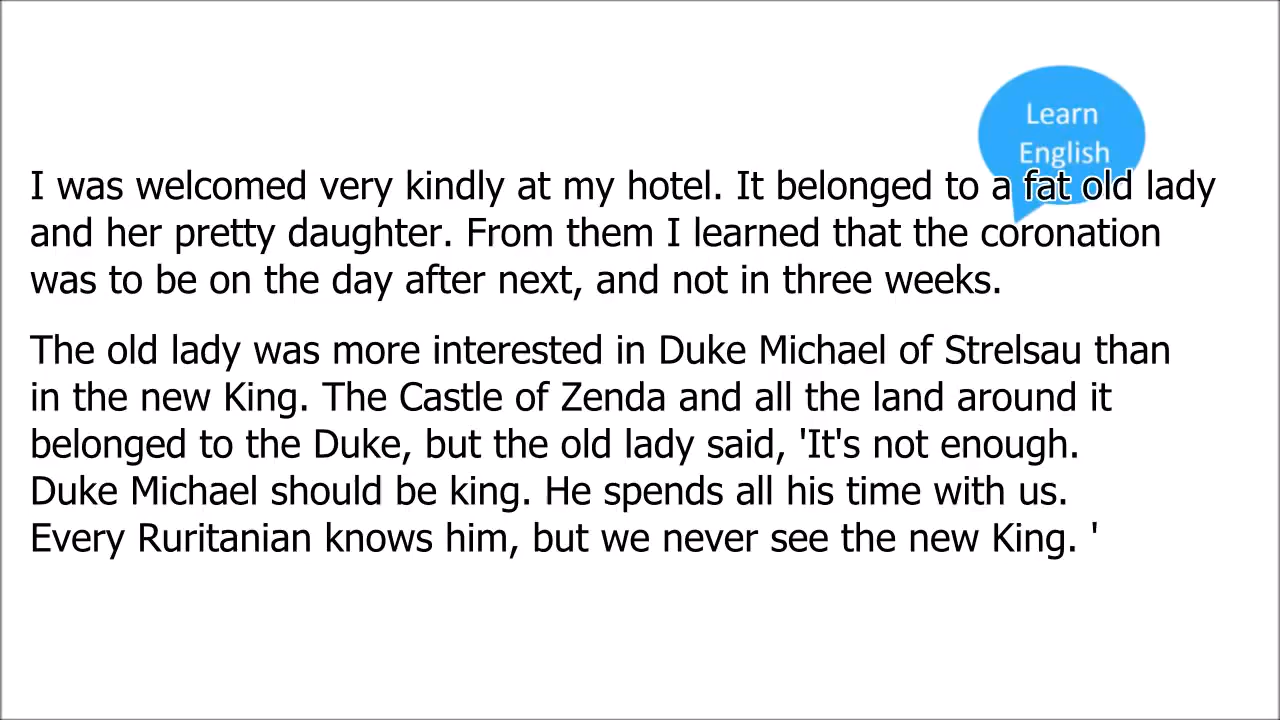 Learn
English
I was welcomed very kindly at my hotel. It belonged to a fat old lady
and her pretty daughter. From them I learned that the coronation
was to be on the day after next, and not in three weeks.
The old lady was more interested in Duke Michael of Strelsau than
in the new King. The Castle of Zenda and all the land around it
belonged to the Duke, but the old lady said, 'It's not enough.
Duke Michael should be king. He spends all his time with us.
Every Ruritanian knows him, but we never see the new King. '